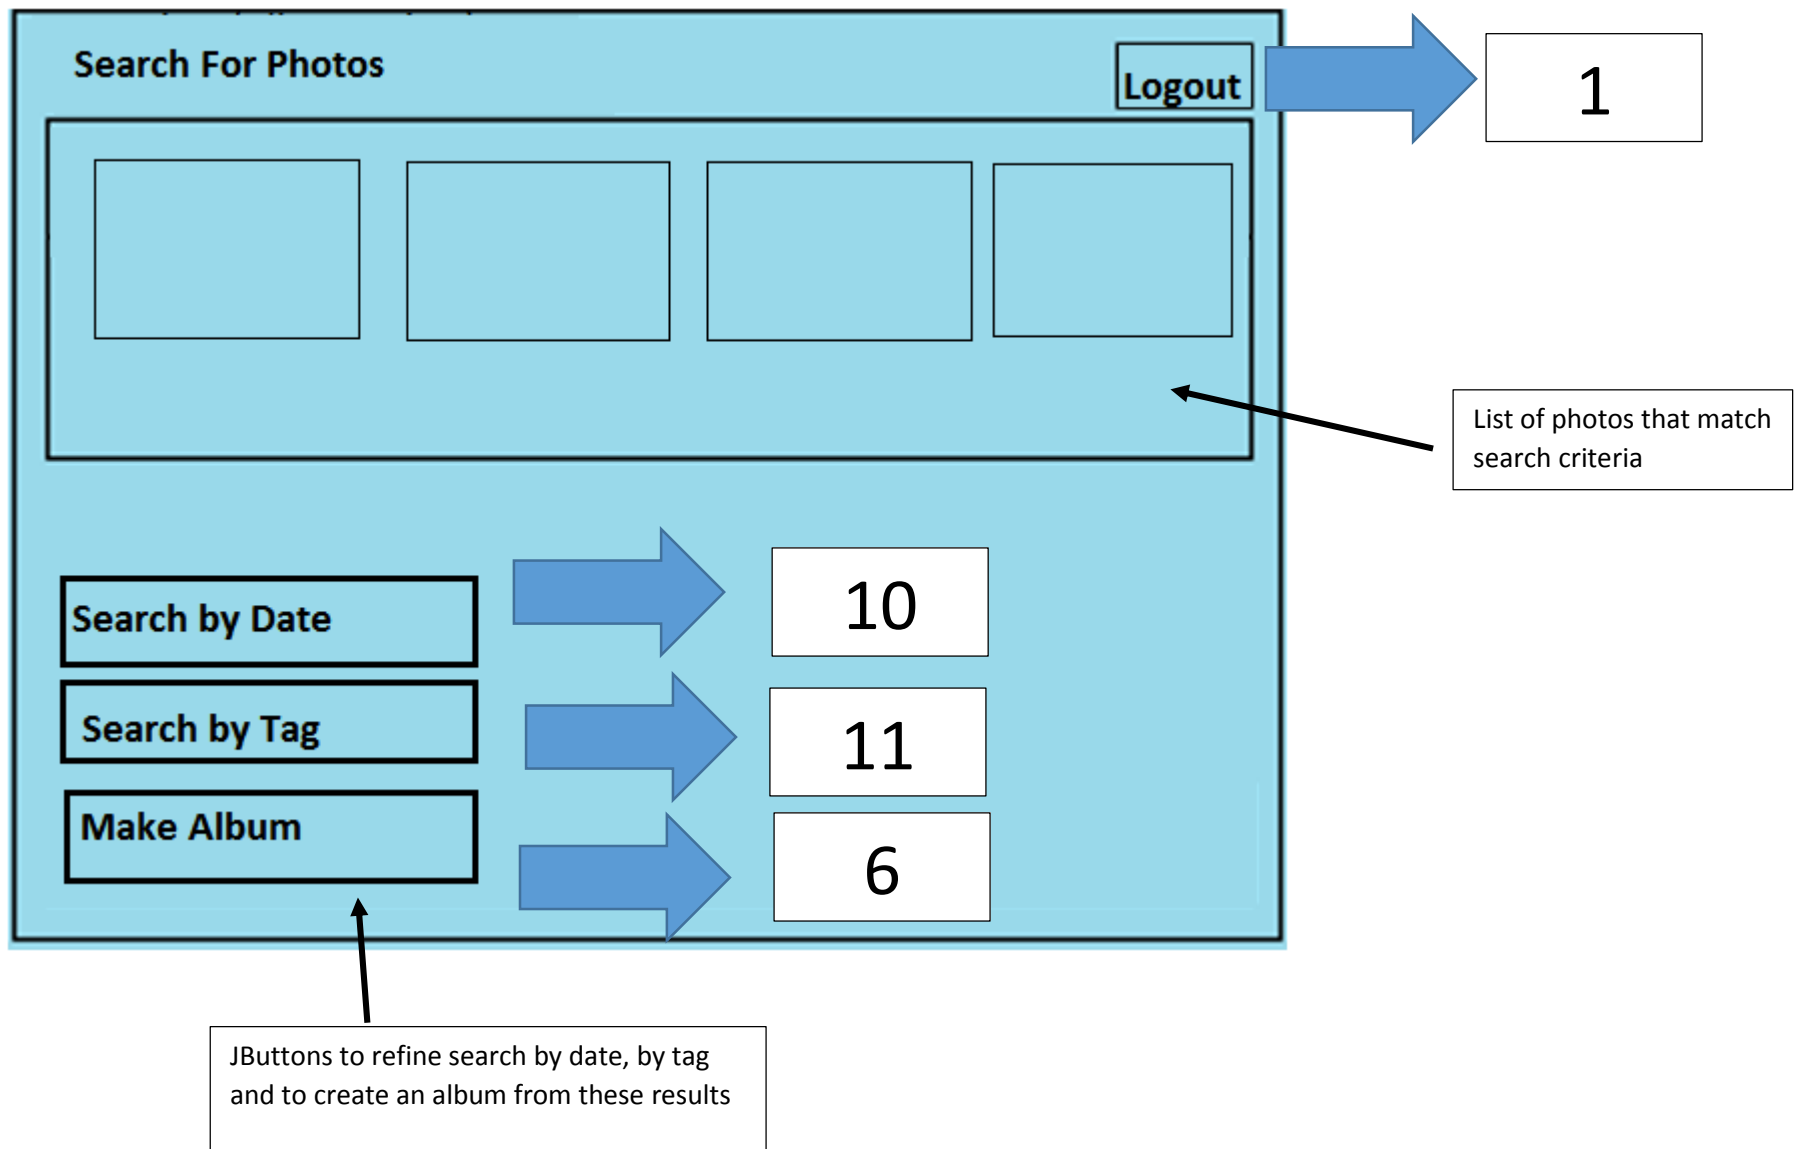 Search For Photos
Logout
1
List of photos that match
search criteria
Search by Date
10
Search by Tag
11
Make Album
6
JButtons to refine search by date, by tag
and to create an album from these results